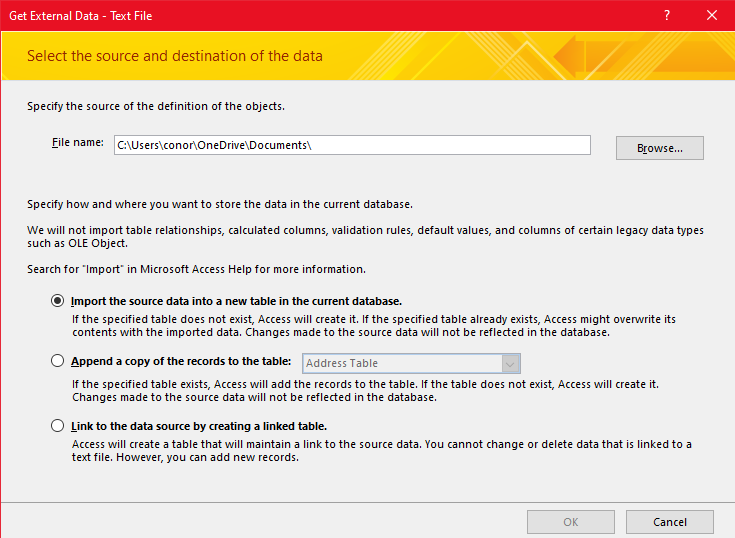 Get External Data - Text File
?
Select the source and destination of the data
Specify the source of the definition of the objects.
File name: C:\Users\conor\OneDrive\Documents\ Browse...
Specify how and where you want to store the data in the current database.
We will not import table relationships, calculated columns, validation rules, default values, and columns of certain legacy data types
such as OLE Object.
Search for "Import" in Microsoft Access Help for more information.
Import the source data into a new table in the current database.
If the specified table does not exist, Access will create it. If the specified table already exists, Access might overwrite its
contents with the imported data. Changes made to the source data will not be reflected in the database.
Append a copy of the records to the table: Address Table
If the specified table exists, Access will add the records to the table. If the table does not exist, Access will create it.
Changes made to the source data will not be reflected in the database.
Link to the data source by creating a linked table.
Access will create a table that will maintain a link to the source data. You cannot change or delete data that is linked to a
text file. However, you can add new records.
OK Cancel